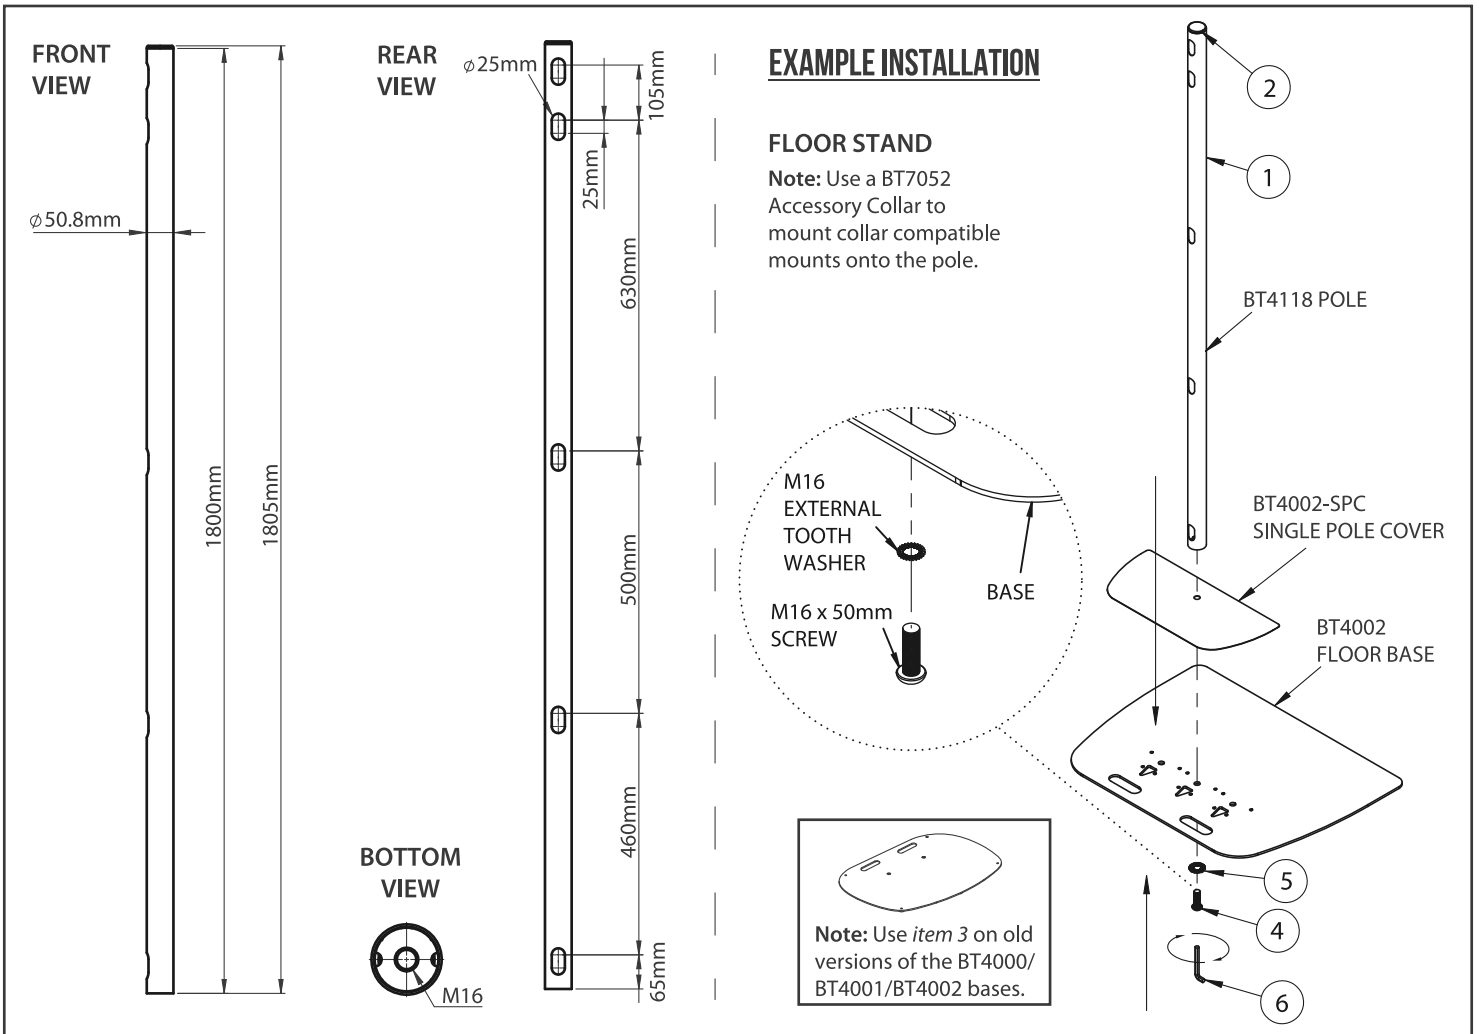 FRONT
VIEW
⌀50.8mm
1800mm
1805mm
REAR
VIEW
⌀25mm
25mm
105mm
630mm
500mm
460mm
65mm
BOTTOM
VIEW
M16
EXAMPLE INSTALLATION
FLOOR STAND
Note: Use a BT7052
Accessory Collar to
mount collar compatible
mounts onto the pole.
M16
EXTERNAL
TOOTH
WASHER
M16 x 50mm
SCREW
BASE
2
1
BT4118 POLE
BT4002-SPC
SINGLE POLE COVER
BT4002
FLOOR BASE
5
4
6
Note: Use item 3 on old
versions of the BT4000/
BT4001/BT4002 bases.